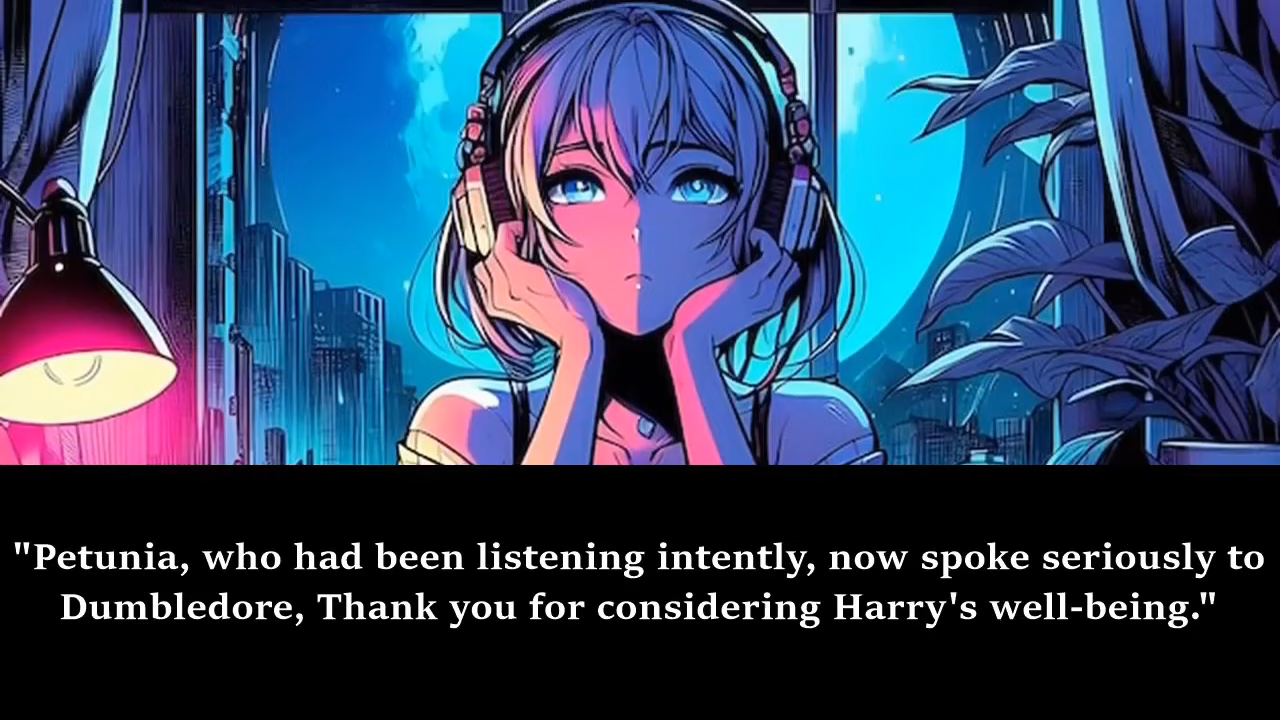 "Petunia, who had been listening intently, now spoke seriously to
Dumbledore, Thank you for considering Harry's well-being."